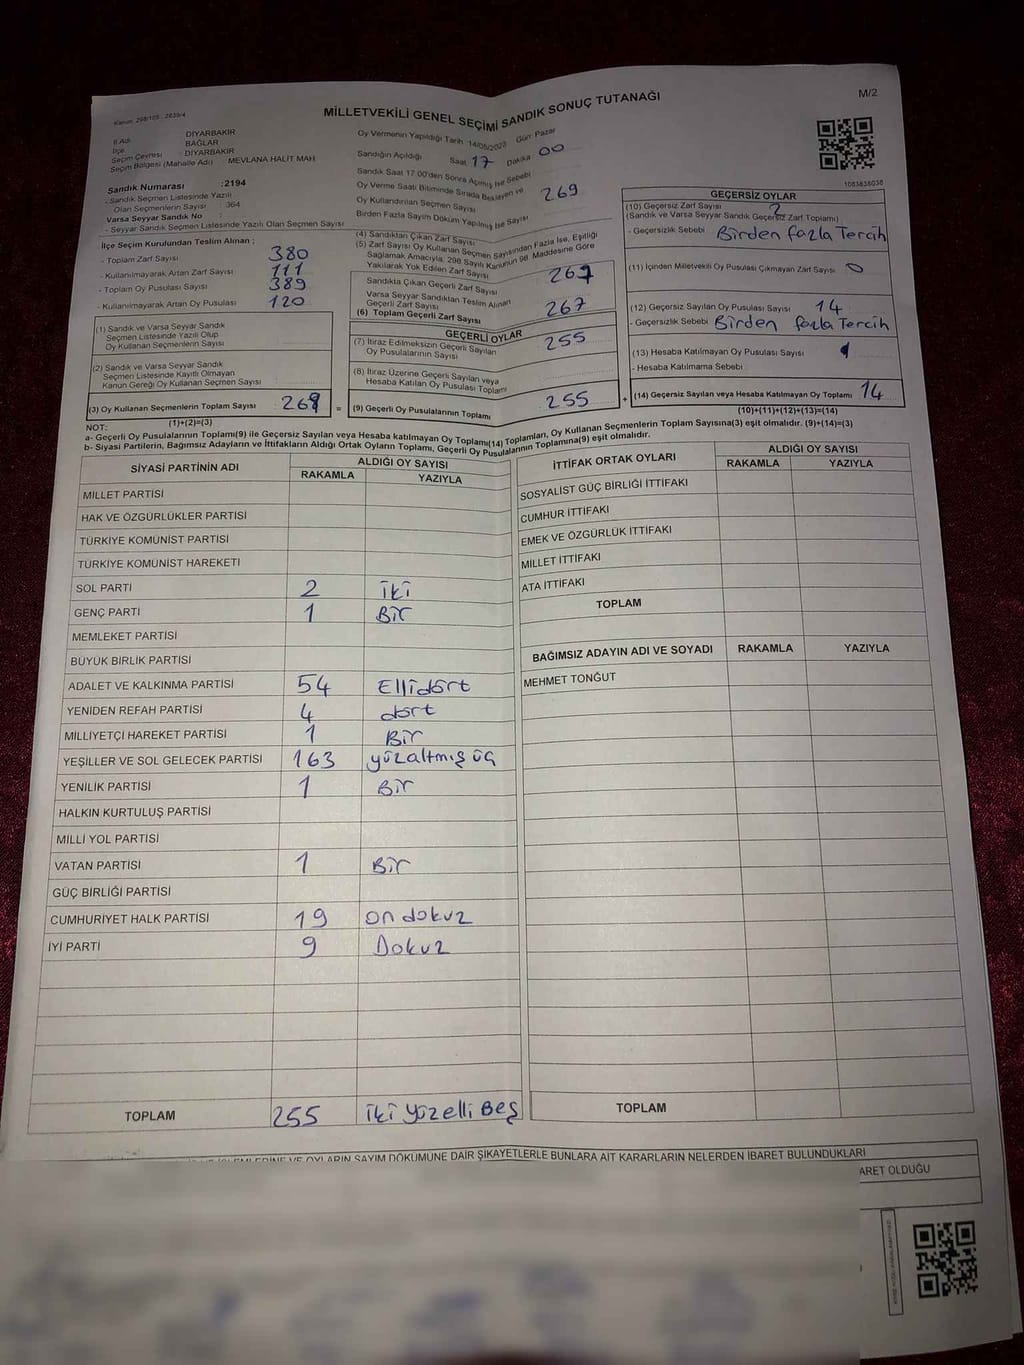 MİLLETVEKİLİ GENEL SEÇİMİ SANDIK SONUÇ TUTANAĞI
M/2
İl Adı DİYARBAKIR
İlçe BAĞLAR
Seçim Çevresi DİYARBAKIR
Seçim Bölgesi (Mahalle Adı) MEVLANA HALİT MAH
Sandık Numarası :2194
- Sandık Seçmen Listesinde Yazılı
Olan Seçmenlerin Sayısı : 364
Varsa Seyyar Sandık No :
- Seyyar Sandık Seçmen Listesinde Yazılı Olan Seçmen Sayısı
İlçe Seçim Kurulundan Teslim Alınan ;
- Toplam Zarf Sayısı 380
- Kullanılmayarak Artan Zarf Sayısı 111
- Toplam Oy Pusulası Sayısı 389
- Kullanılmayarak Artan Oy Pusulası 120
(1) Sandık ve Varsa Seyyar Sandık
Seçmen Listesinde Yazılı Olup
Oy Kullanan Seçmenlerin Sayısı
(2) Sandık ve Varsa Seyyar Sandık
Seçmen Listesinde Kayıtlı Olmayan
Kanun Gereği Oy Kullanan Seçmen Sayısı
(3) Oy Kullanan Seçmenlerin Toplam Sayısı 269 =
(1)+(2)=(3)
Oy Vermenin Yapıldığı Tarih 14/05/2023 Gün Pazar
Sandığın Açıldığı Saat 17 Dakika 00
Sandık Saat 17.00'den Sonra Açılmış İse Sebebi
Oy Verme Saati Bitiminde Sırada Bekleyen ve
Oy Kullandırılan Seçmen Sayısı 269
Birden Fazla Sayım Döküm Yapılmış İse Sayısı
(4) Sandıktan Çıkan Zarf Sayısı
(5) Zarf Sayısı Oy Kullanan Seçmen Sayısından Fazla İse, Eşitliği
Sağlamak Amacıyla, 298 Sayılı Kanunun 98. Maddesine Göre
Yakılarak Yok Edilen Zarf Sayısı
Sandıkta Çıkan Geçerli Zarf Sayısı 267
Varsa Seyyar Sandıktan Teslim Alınan
Geçerli Zarf Sayısı
(6) Toplam Geçerli Zarf Sayısı 267
GEÇERLİ OYLAR
(7) İtiraz Edilmeksizin Geçerli Sayılan
Oy Pusulalarının Sayısı 255
(8) İtiraz Üzerine Geçerli Sayılan veya
Hesaba Katılan Oy Pusulası Toplamı
(9) Geçerli Oy Pusulalarının Toplamı 255 +
1083838038
GEÇERSİZ OYLAR
(10) Geçersiz Zarf Sayısı 2
(Sandık ve Varsa Seyyar Sandık Geçersiz Zarf Toplamı)
- Geçersizlik Sebebi Birden fazla Tercih
(11) İçinden Milletvekili Oy Pusulası Çıkmayan Zarf Sayısı 0
(12) Geçersiz Sayılan Oy Pusulası Sayısı 14
- Geçersizlik Sebebi Birden fazla Tercih
(13) Hesaba Katılmayan Oy Pusulası Sayısı
- Hesaba Katılmama Sebebi
(14) Geçersiz Sayılan veya Hesaba Katılmayan Oy Toplamı 14
(10)+(11)+(12)+(13)=(14)
NOT:
a- Geçerli Oy Pusulalarının Toplamı(9) ile Geçersiz Sayılan veya Hesaba katılmayan Oy Toplamı(14) Toplamları, Oy Kullanan Seçmenlerin Toplam Sayısına(3) eşit olmalıdır. (9)+(14)=(3)
b- Siyasi Partilerin, Bağımsız Adayların ve İttifakların Aldığı Ortak Oyların Toplamı, Geçerli Oy Pusulalarının Toplamına(9) eşit olmalıdır.
SİYASİ PARTİNİN ADI ALDIĞI OY SAYISI
RAKAMLA YAZIYLA
MİLLET PARTİSİ
HAK VE ÖZGÜRLÜKLER PARTİSİ
TÜRKİYE KOMÜNİST PARTİSİ
TÜRKİYE KOMÜNİST HAREKETİ
SOL PARTİ 2 iki
GENÇ PARTİ 1 Bir
MEMLEKET PARTİSİ
BÜYÜK BİRLİK PARTİSİ
ADALET VE KALKINMA PARTİSİ 54 Ellidört
YENİDEN REFAH PARTİSİ 4 dört
MİLLİYETÇİ HAREKET PARTİSİ 1 Bir
YEŞİLLER VE SOL GELECEK PARTİSİ 163 yüzaltmış üç
YENİLİK PARTİSİ 1 Bir
HALKIN KURTULUŞ PARTİSİ
MİLLİ YOL PARTİSİ
VATAN PARTİSİ 1 Bir
GÜÇ BİRLİĞİ PARTİSİ
CUMHURİYET HALK PARTİSİ 19 on dokuz
İYİ PARTİ 9 Dokuz
TOPLAM 255 iki yüzelli Beş
İTTİFAK ORTAK OYLARI ALDIĞI OY SAYISI
RAKAMLA YAZIYLA
SOSYALİST GÜÇ BİRLİĞİ İTTİFAKI
CUMHUR İTTİFAKI
EMEK VE ÖZGÜRLÜK İTTİFAKI
MİLLET İTTİFAKI
ATA İTTİFAKI
TOPLAM
BAĞIMSIZ ADAYIN ADI VE SOYADI RAKAMLA YAZIYLA
MEHMET TONĞUT
TOPLAM
VE OYLARIN SAYIM DÖKÜMÜNE DAİR ŞİKAYETLERLE BUNLARA AİT KARARLARIN NELERDEN İBARET BULUNDUKLARI
ARET OLDUĞU